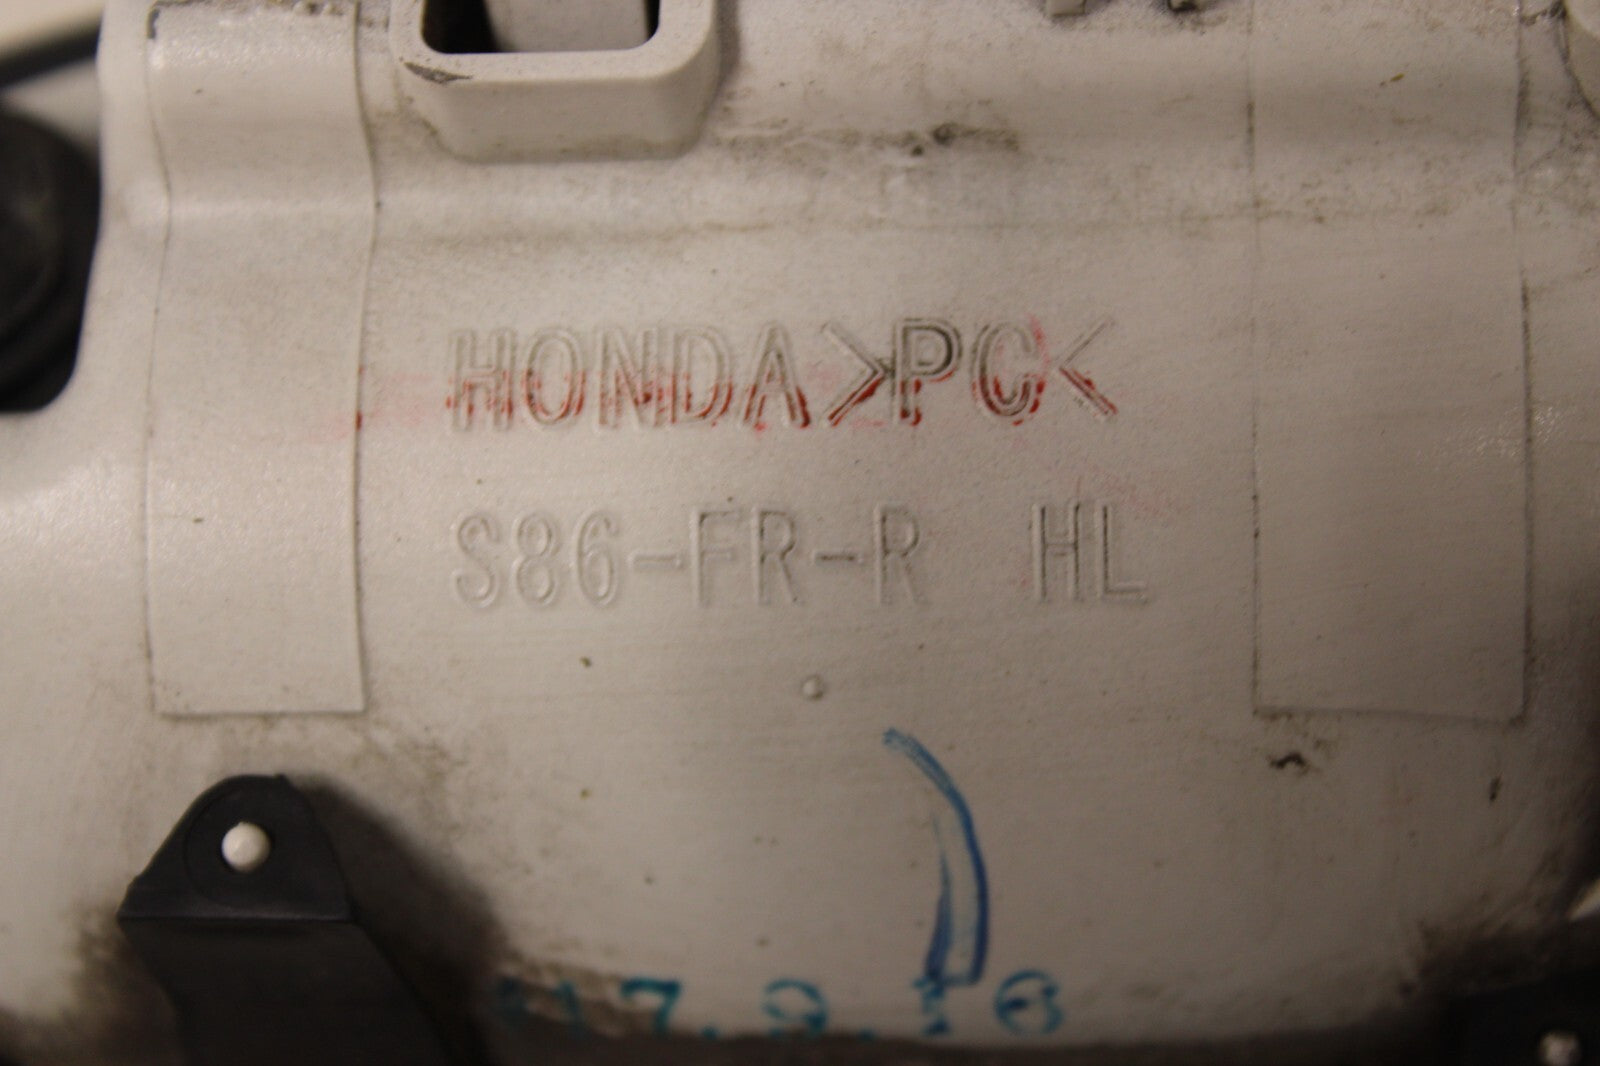 HONDA >PC<
S86-FR-R HL